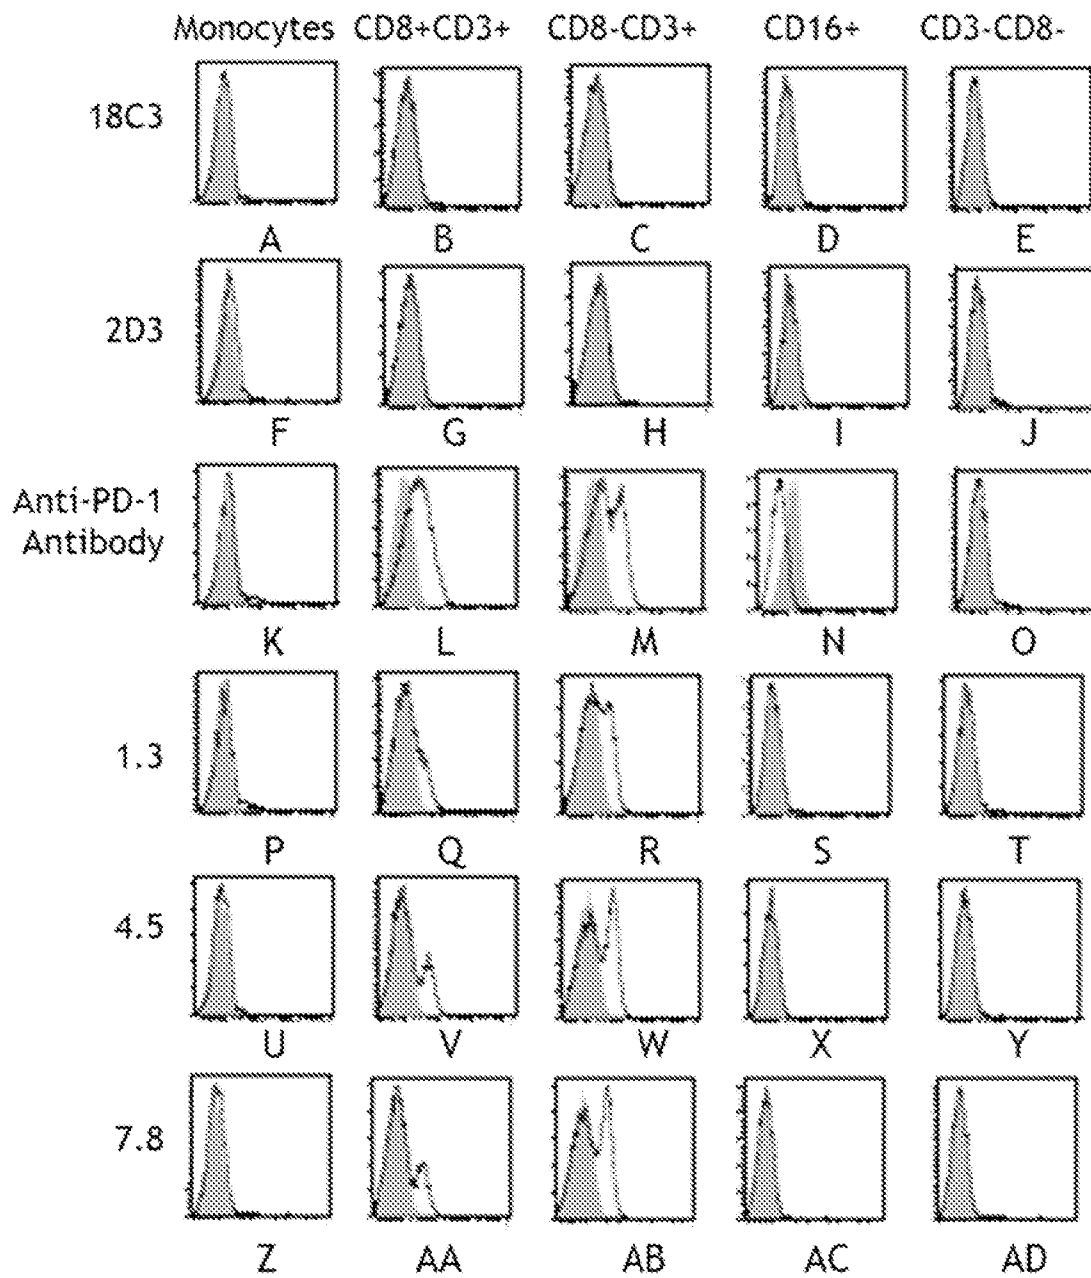 Monocytes CD8+CD3+ CD8-CD3+ CD16+ CD3-CD8-
18C3
A B C D E
2D3
F G H I J
Anti-PD-1
Antibody
K L M N O
1.3
P Q R S T
4.5
U V W X Y
7.8
Z AA AB AC AD